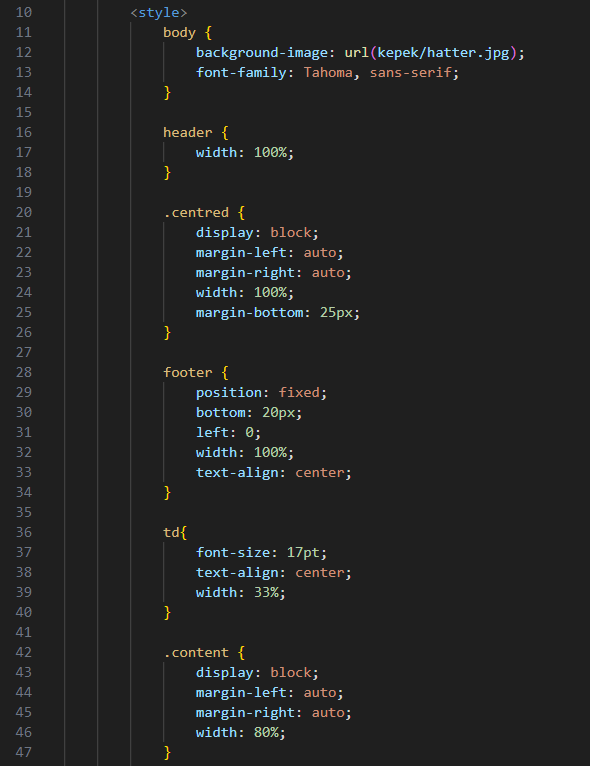 10 <style>
11 body {
12 background-image: url(kepek/hatter.jpg);
13 font-family: Tahoma, sans-serif;
14 }
15
16 header {
17 width: 100%;
18 }
19
20 .centred {
21 display: block;
22 margin-left: auto;
23 margin-right: auto;
24 width: 100%;
25 margin-bottom: 25px;
26 }
27
28 footer {
29 position: fixed;
30 bottom: 20px;
31 left: 0;
32 width: 100%;
33 text-align: center;
34 }
35
36 td{
37 font-size: 17pt;
38 text-align: center;
39 width: 33%;
40 }
41
42 .content {
43 display: block;
44 margin-left: auto;
45 margin-right: auto;
46 width: 80%;
47 }